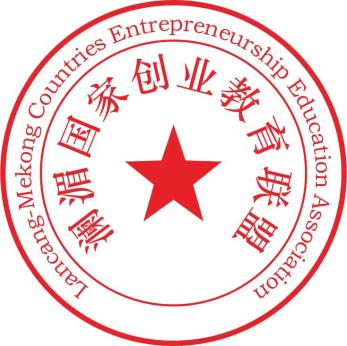 Lancang-Mekong Countries Entrepreneurship Education Association
澜湄国家创业教育联盟